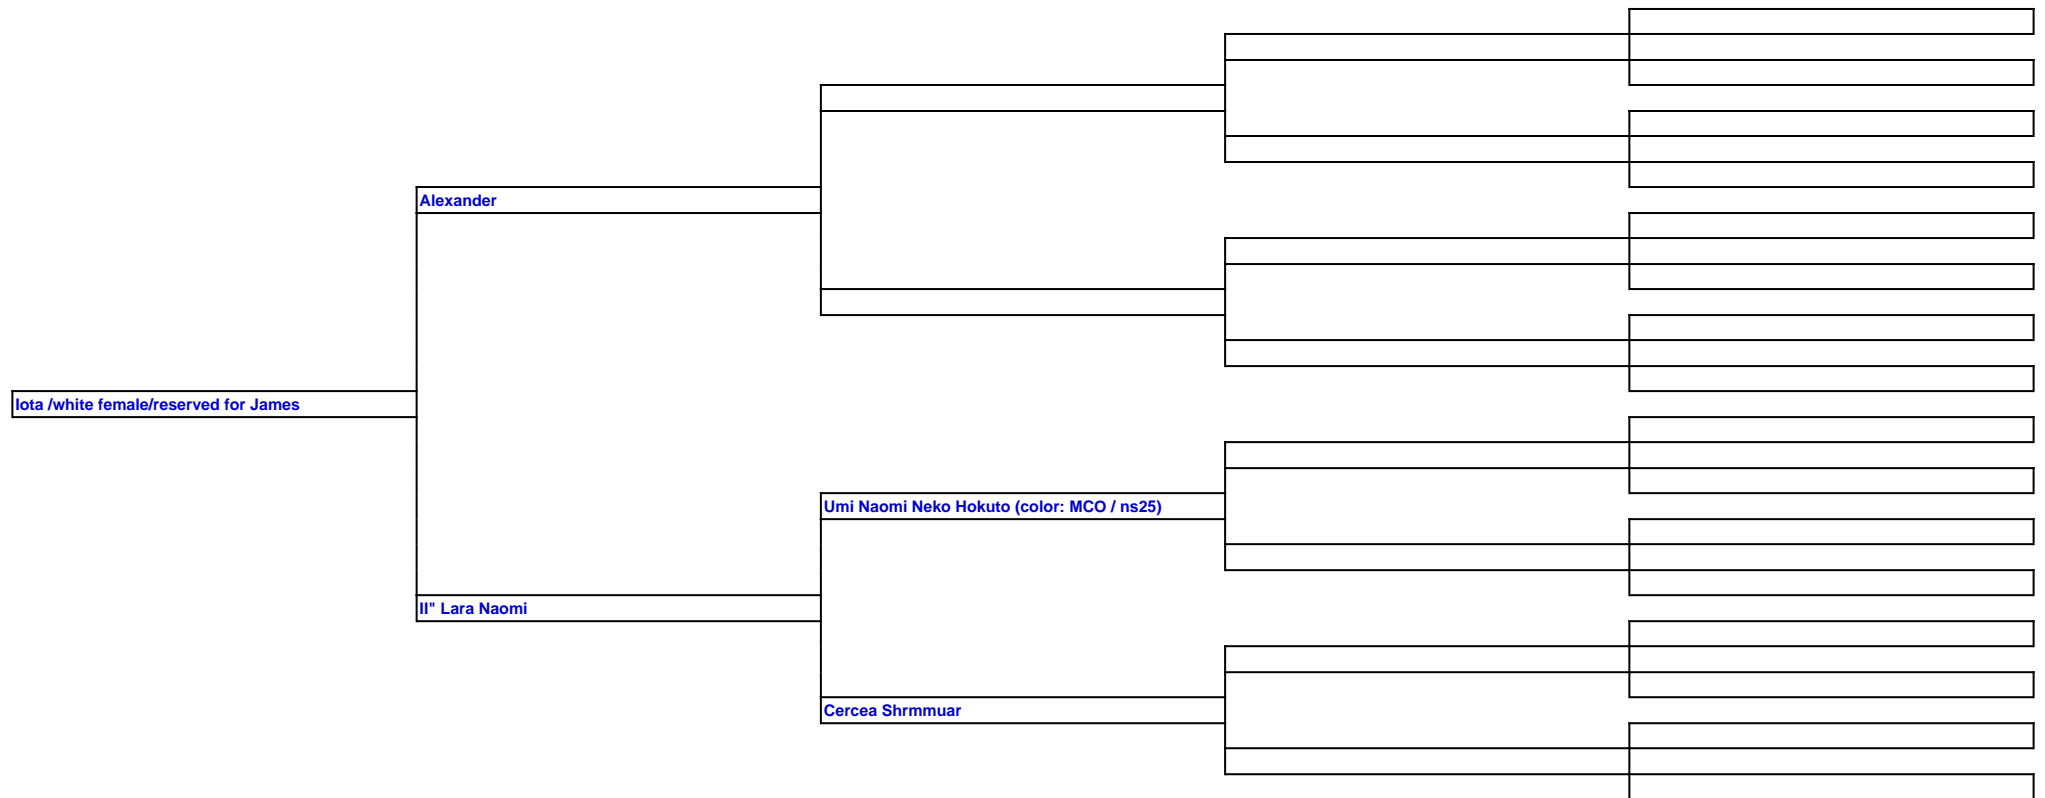 Alexander
Iota /white female/reserved for James
Umi Naomi Neko Hokuto (color: MCO / ns25)
II" Lara Naomi
Cercea Shrmmuar